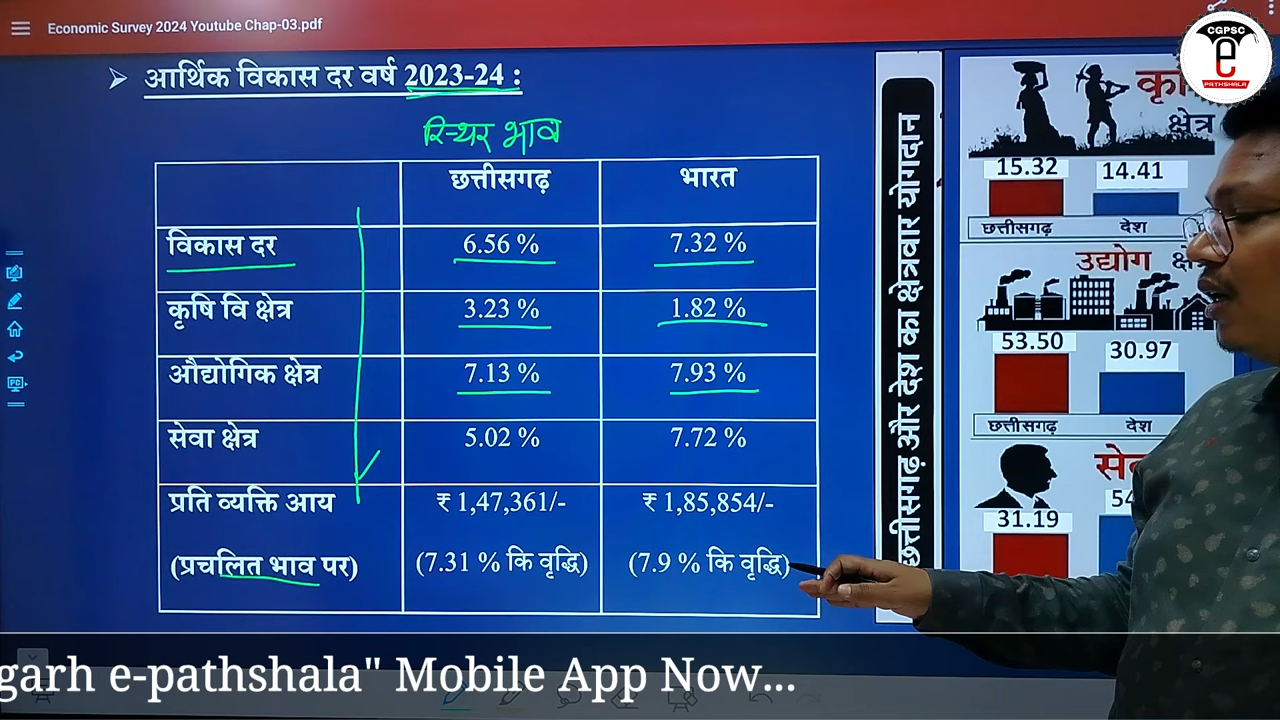 Economic Survey 2024 Youtube Chap-03.pdf
CGPSC
e
PATHSHALA
➢ आर्थिक विकास दर वर्ष 2023-24 :
स्थिर भाव
छत्तीसगढ़ भारत
विकास दर 6.56 % 7.32 %
कृषि वि क्षेत्र 3.23 % 1.82 %
औद्योगिक क्षेत्र 7.13 % 7.93 %
सेवा क्षेत्र 5.02 % 7.72 %
प्रति व्यक्ति आय ₹ 1,47,361/- ₹ 1,85,854/-
(प्रचलित भाव पर) (7.31 % कि वृद्धि) (7.9 % कि वृद्धि)
छत्तीसगढ़ और देश का क्षेत्रवार योगदान
क्षेत्र
15.32 14.41
छत्तीसगढ़ देश
उद्योग
53.50 30.97
छत्तीसगढ़ देश
31.19
garh e-pathshala" Mobile App Now...